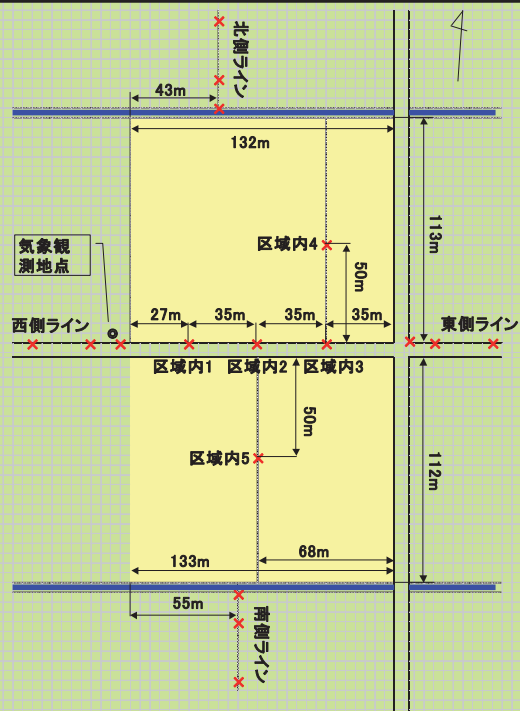 北側ライン
43m
132m
113m
気象観
測地点
区域内4
50m
西側ライン
27m
35m
35m
35m
東側ライン
区域内1
区域内2
区域内3
50m
区域内5
112m
68m
133m
55m
南側ライン